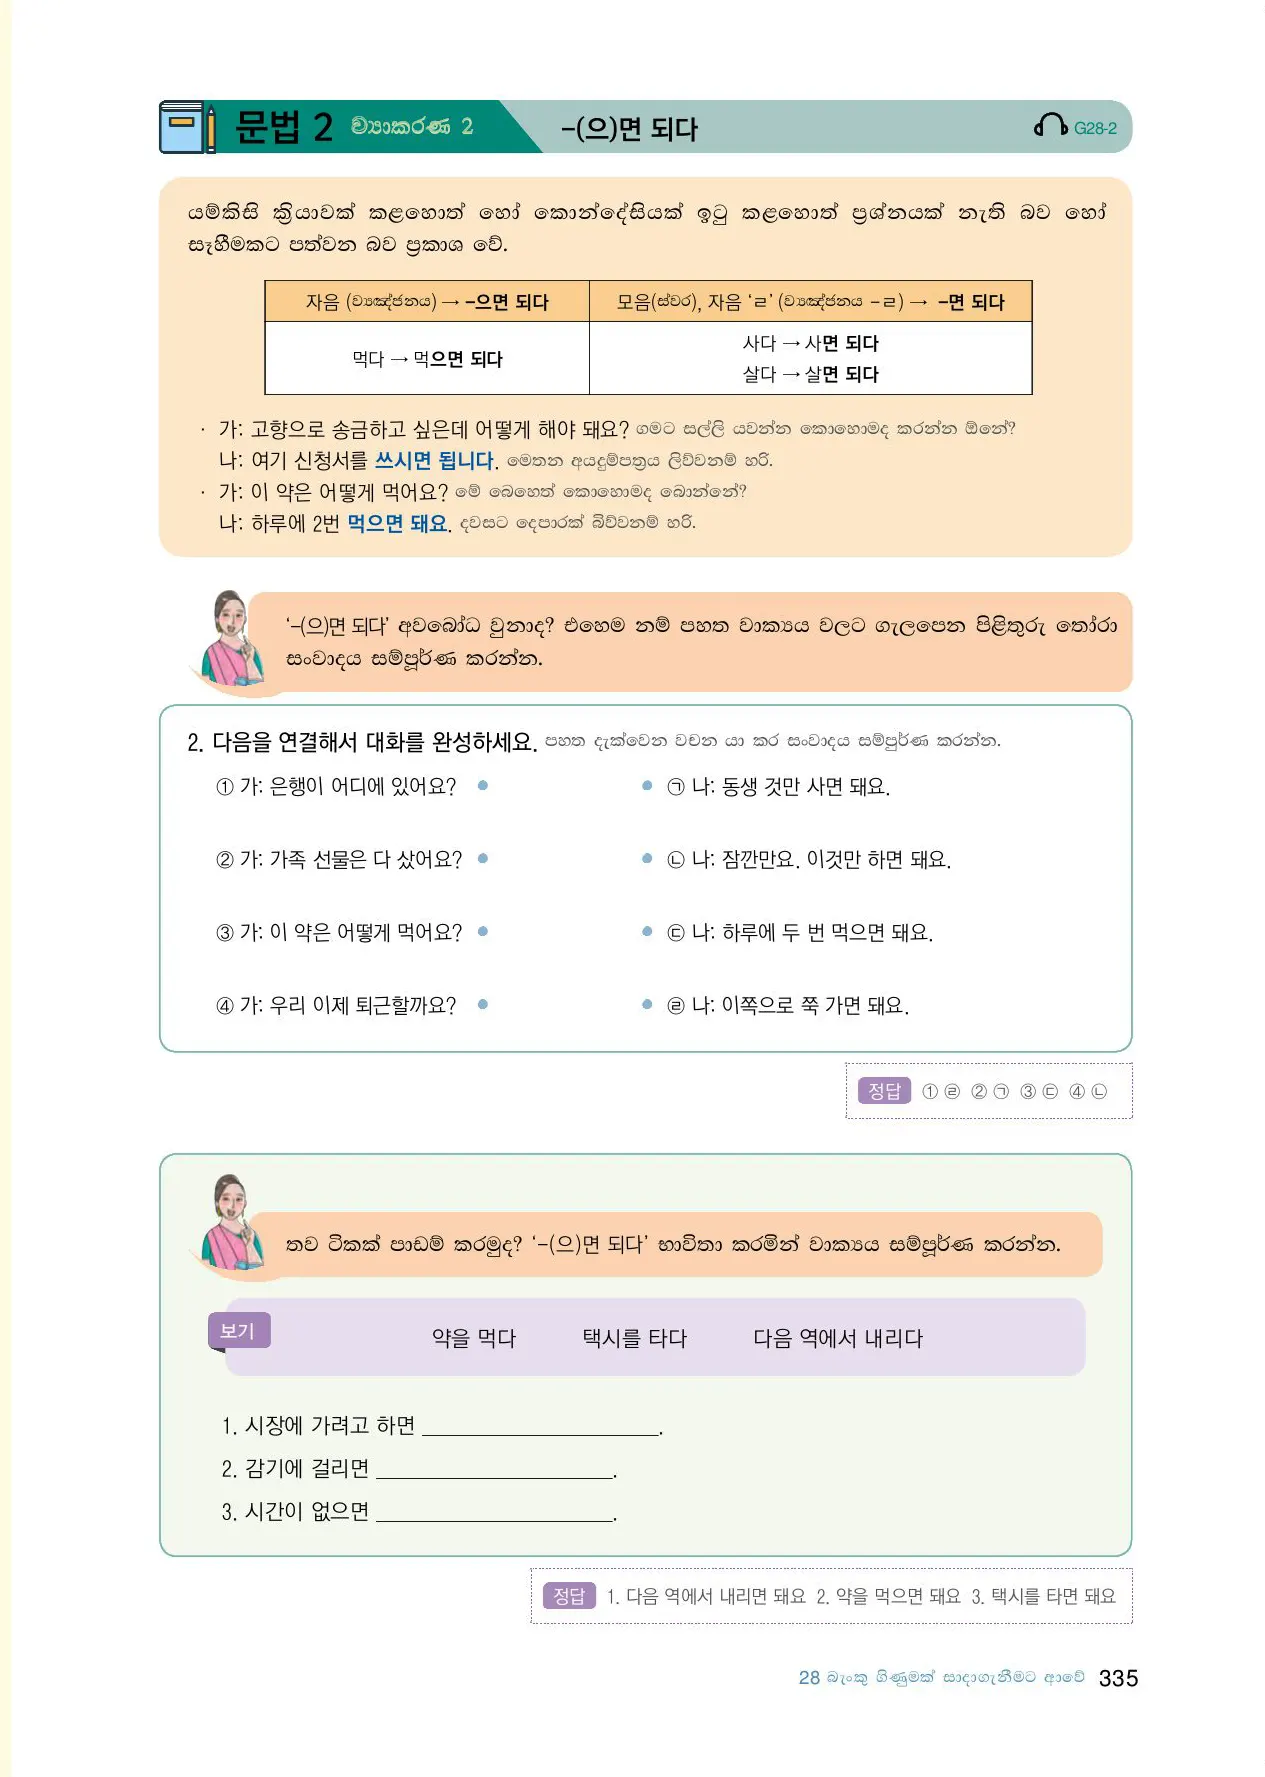 문법 2 ව්‍යාකරණ 2 -(으)면 되다 G28-2
යම්කිසි ක්‍රියාවක් කළහොත් හෝ කොන්දේසියක් ඉටු කළහොත් ප්‍රශ්නයක් නැති බව හෝ
සෑහීමකට පත්වන බව ප්‍රකාශ වේ.
자음 (ව්‍යඤ්ජනය) → -으면 되다 모음(ස්වර), 자음 ‘ㄹ’ (ව්‍යඤ්ජනය -ㄹ) → -면 되다
먹다 → 먹으면 되다
사다 → 사면 되다
살다 → 살면 되다
· 가: 고향으로 송금하고 싶은데 어떻게 해야 돼요? ගමට සල්ලි යවන්න කොහොමද කරන්න ඕනේ?
나: 여기 신청서를 쓰시면 됩니다. මෙතන අයදුම්පත්‍රය ලිව්වනම් හරි.
· 가: 이 약은 어떻게 먹어요? මේ බෙහෙත් කොහොමද බොන්නේ?
나: 하루에 2번 먹으면 돼요. දවසට දෙපාරක් බිව්වනම් හරි.
‘-(으)면 되다’ අවබෝධ වුනාද? එහෙම නම් පහත වාක්‍යය වලට ගැලපෙන පිළිතුරු තෝරා
සංවාදය සම්පූර්ණ කරන්න.
2. 다음을 연결해서 대화를 완성하세요. පහත දැක්වෙන වචන යා කර සංවාදය සම්පුර්ණ කරන්න.
① 가: 은행이 어디에 있어요? • • ㉠ 나: 동생 것만 사면 돼요.
② 가: 가족 선물은 다 샀어요? • • ㉡ 나: 잠깐만요. 이것만 하면 돼요.
③ 가: 이 약은 어떻게 먹어요? • • ㉢ 나: 하루에 두 번 먹으면 돼요.
④ 가: 우리 이제 퇴근할까요? • • ㉣ 나: 이쪽으로 쭉 가면 돼요.
정답 ① ㉣ ② ㉠ ③ ㉢ ④ ㉡
තව ටිකක් පාඩම් කරමුද? ‘-(으)면 되다’ භාවිතා කරමින් වාක්‍යය සම්පූර්ණ කරන්න.
보기 약을 먹다 택시를 타다 다음 역에서 내리다
1. 시장에 가려고 하면 ____________________.
2. 감기에 걸리면 ____________________.
3. 시간이 없으면 ____________________.
정답 1. 다음 역에서 내리면 돼요 2. 약을 먹으면 돼요 3. 택시를 타면 돼요
28 බැංකු ගිණුමක් සාදාගැනීමට ආවේ 335